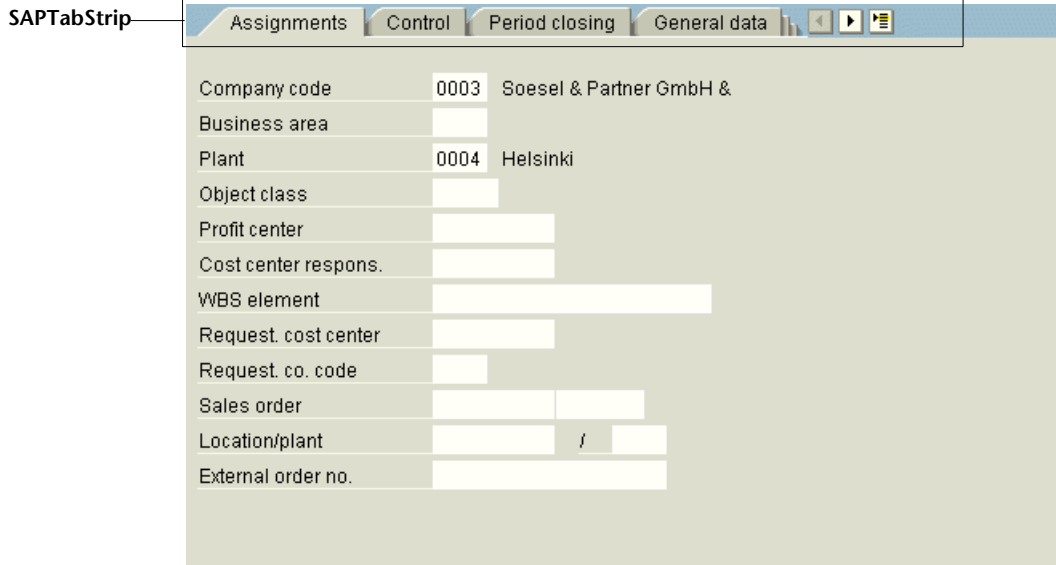 SAPTabStrip
Assignments Control Period closing General data
Company code 0003 Soesel & Partner GmbH &
Business area
Plant 0004 Helsinki
Object class
Profit center
Cost center respons.
WBS element
Request. cost center
Request. co. code
Sales order
Location/plant /
External order no.